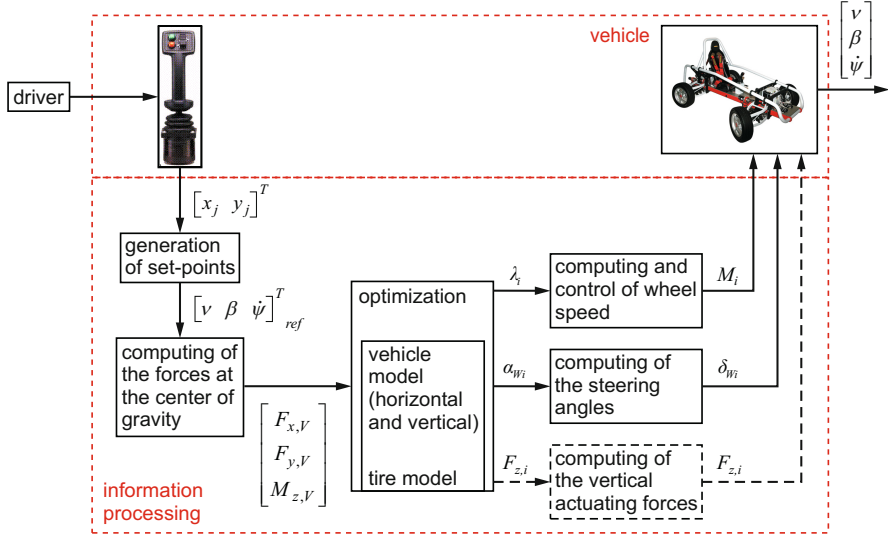 driver
vehicle
[ν
β
ψ̇]
[x_j y_j]^T
generation
of set-points
[ν β ψ̇]^T_ref
computing of
the forces at
the center of
gravity
[F_x,V
F_y,V
M_z,V]
optimization
vehicle
model
(horizontal
and vertical)
tire model
λ_i
computing and
control of wheel
speed
M_i
α_Wi
computing of
the steering
angles
δ_Wi
F_z,i
computing of
the vertical
actuating forces
F_z,i
information
processing